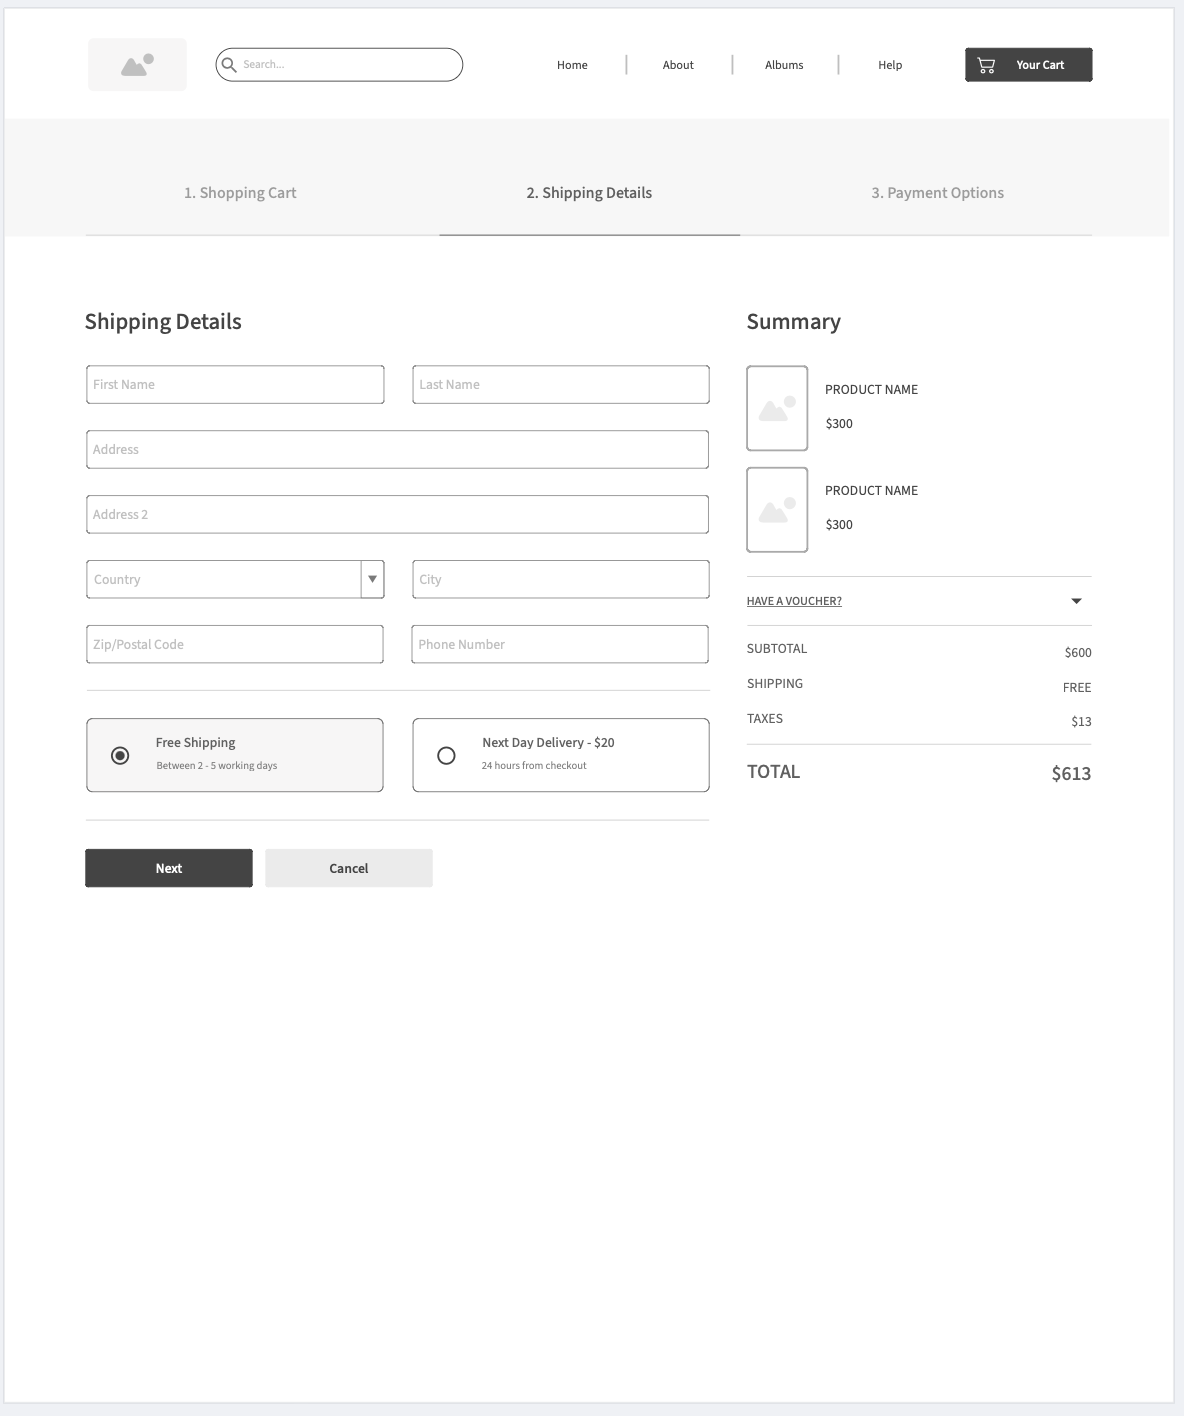 Search...
Home
About
Albums
Help
Your Cart
1. Shopping Cart
2. Shipping Details
3. Payment Options
Shipping Details
First Name
Last Name
Address
Address 2
Country
City
Zip/Postal Code
Phone Number
Free Shipping
Between 2 - 5 working days
Next Day Delivery - $20
24 hours from checkout
Next
Cancel
Summary
PRODUCT NAME
$300
PRODUCT NAME
$300
HAVE A VOUCHER?
SUBTOTAL
$600
SHIPPING
FREE
TAXES
$13
TOTAL
$613